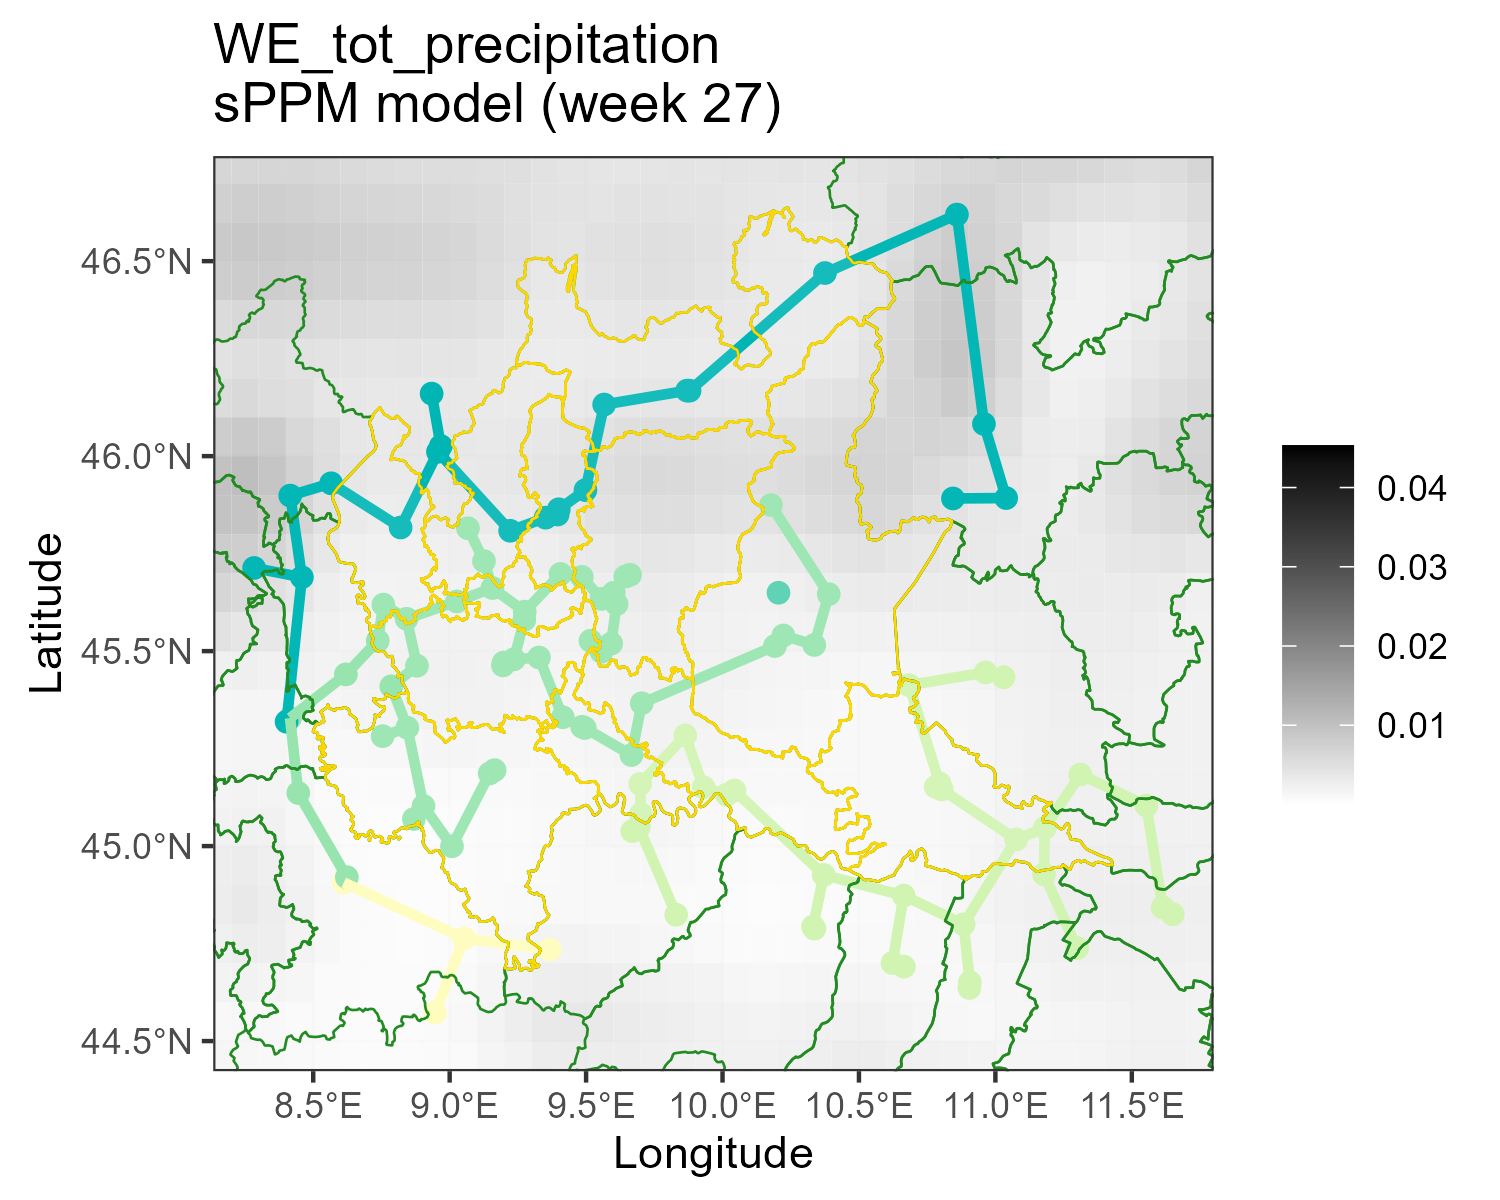 WE_tot_precipitation
sPPM model (week 27)
46.5°N
46.0°N
45.5°N
45.0°N
44.5°N
Latitude
8.5°E
9.0°E
9.5°E
10.0°E
10.5°E
11.0°E
11.5°E
Longitude
0.04
0.03
0.02
0.01